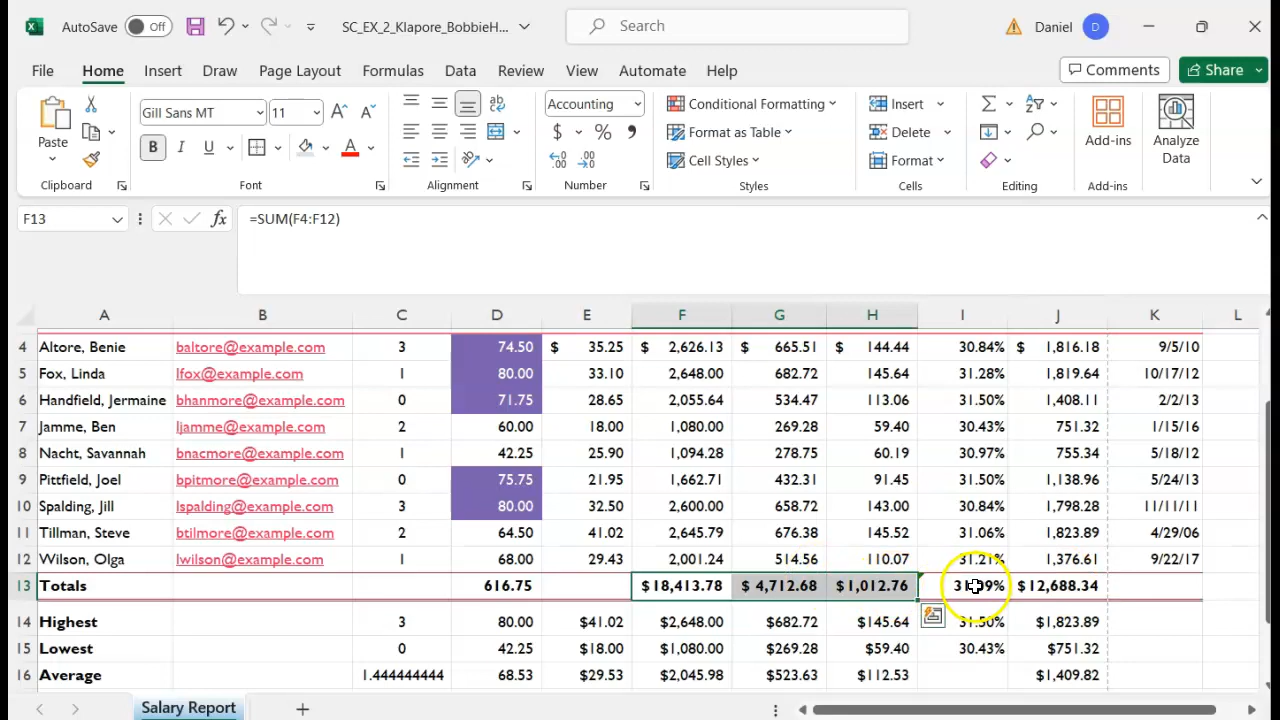 AutoSave Off SC_EX_2_Klapore_BobbieH... Search Daniel D
File Home Insert Draw Page Layout Formulas Data Review View Automate Help Comments Share
Paste Gill Sans MT 11 A A ab Accounting Conditional Formatting Insert Add-ins Analyze Data
B I U A $ % , Format as Table Delete
Cell Styles Format
Clipboard Font Alignment Number Styles Cells Editing Add-ins
F13 fx =SUM(F4:F12)
A B C D E F G H I J K L
4 Altore, Benie baltore@example.com 3 74.50 $ 35.25 $ 2,626.13 $ 665.51 $ 144.44 30.84% $ 1,816.18 9/5/10
5 Fox, Linda lfox@example.com 1 80.00 33.10 2,648.00 682.72 145.64 31.28% 1,819.64 10/17/12
6 Handfield, Jermaine bhanmore@example.com 0 71.75 28.65 2,055.64 534.47 113.06 31.50% 1,408.11 2/2/13
7 Jamme, Ben ljamme@example.com 2 60.00 18.00 1,080.00 269.28 59.40 30.43% 751.32 1/15/16
8 Nacht, Savannah bnacmore@example.com 1 42.25 25.90 1,094.28 278.75 60.19 30.97% 755.34 5/18/12
9 Pittfield, Joel bpitmore@example.com 0 75.75 21.95 1,662.71 432.31 91.45 31.50% 1,138.96 5/24/13
10 Spalding, Jill lspalding@example.com 3 80.00 32.50 2,600.00 658.72 143.00 30.84% 1,798.28 11/11/11
11 Tillman, Steve btilmore@example.com 2 64.50 41.02 2,645.79 676.38 145.52 31.06% 1,823.89 4/29/06
12 Wilson, Olga lwilson@example.com 1 68.00 29.43 2,001.24 514.56 110.07 31.21% 1,376.61 9/22/17
13 Totals 616.75 $18,413.78 $ 4,712.68 $1,012.76 $12,688.34
14 Highest 3 80.00 $41.02 $2,648.00 $682.72 $145.64 31.50% $1,823.89
15 Lowest 0 42.25 $18.00 $1,080.00 $269.28 $59.40 30.43% $751.32
16 Average 1.444444444 68.53 $29.53 $2,045.98 $523.63 $112.53 $1,409.82
Salary Report